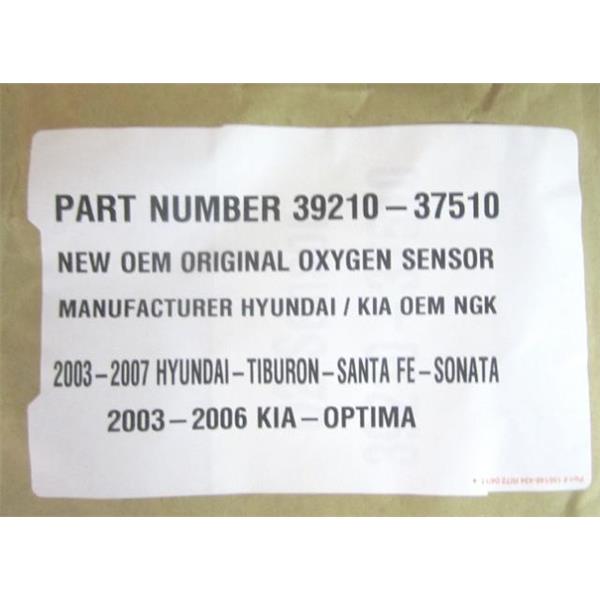 PART NUMBER 39210-37510
NEW OEM ORIGINAL OXYGEN SENSOR
MANUFACTURER HYUNDAI / KIA OEM NGK
2003-2007 HYUNDAI-TIBURON-SANTA FE-SONATA
2003-2006 KIA-OPTIMA